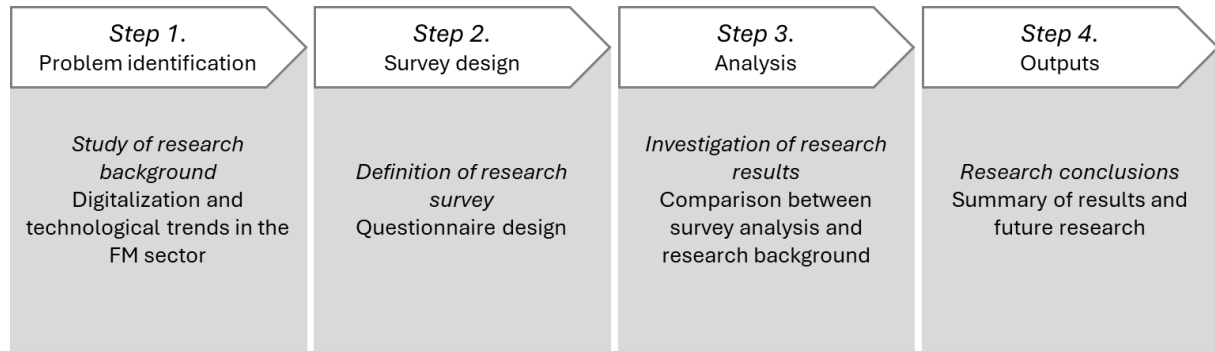 Step 1.
Problem identification
Study of research
background
Digitalization and
technological trends in the
FM sector
Step 2.
Survey design
Definition of research
survey
Questionnaire design
Step 3.
Analysis
Investigation of research
results
Comparison between
survey analysis and
research background
Step 4.
Outputs
Research conclusions
Summary of results and
future research